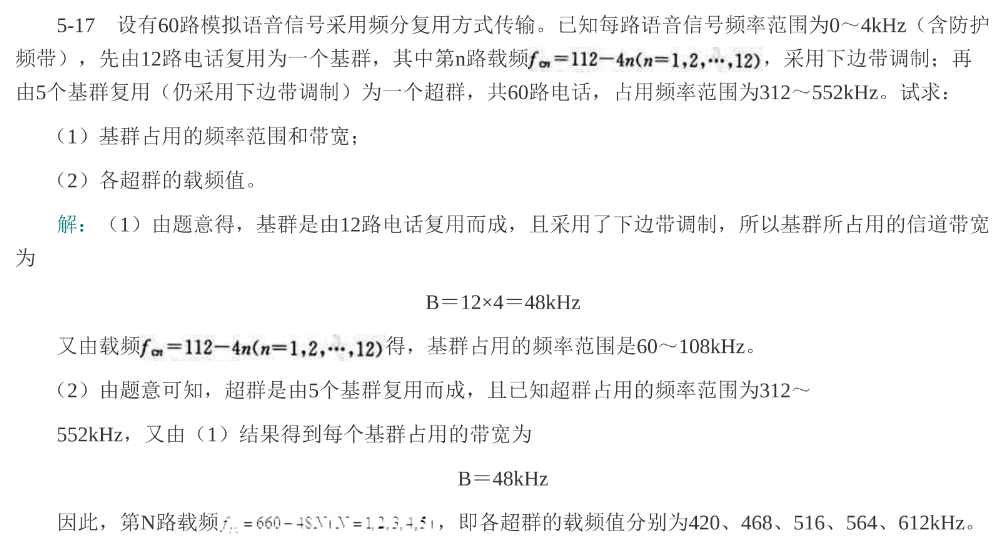 5-17 设有60路模拟语音信号采用频分复用方式传输。已知每路语音信号频率范围为0～4kHz（含防护
频带），先由12路电话复用为一个基群，其中第n路载频f_cn＝112－4n(n＝1,2,…,12)，采用下边带调制；再
由5个基群复用（仍采用下边带调制）为一个超群，共60路电话，占用频率范围为312～552kHz。试求：
（1）基群占用的频率范围和带宽；
（2）各超群的载频值。
解：（1）由题意得，基群是由12路电话复用而成，且采用了下边带调制，所以基群所占用的信道带宽
为
B＝12×4＝48kHz
又由载频f_cn＝112－4n(n＝1,2,…,12)得，基群占用的频率范围是60～108kHz。
（2）由题意可知，超群是由5个基群复用而成，且已知超群占用的频率范围为312～
552kHz，又由（1）结果得到每个基群占用的带宽为
B＝48kHz
因此，第N路载频 = 660 − 48N(N = 1,2,3,4,5)，即各超群的载频值分别为420、468、516、564、612kHz。